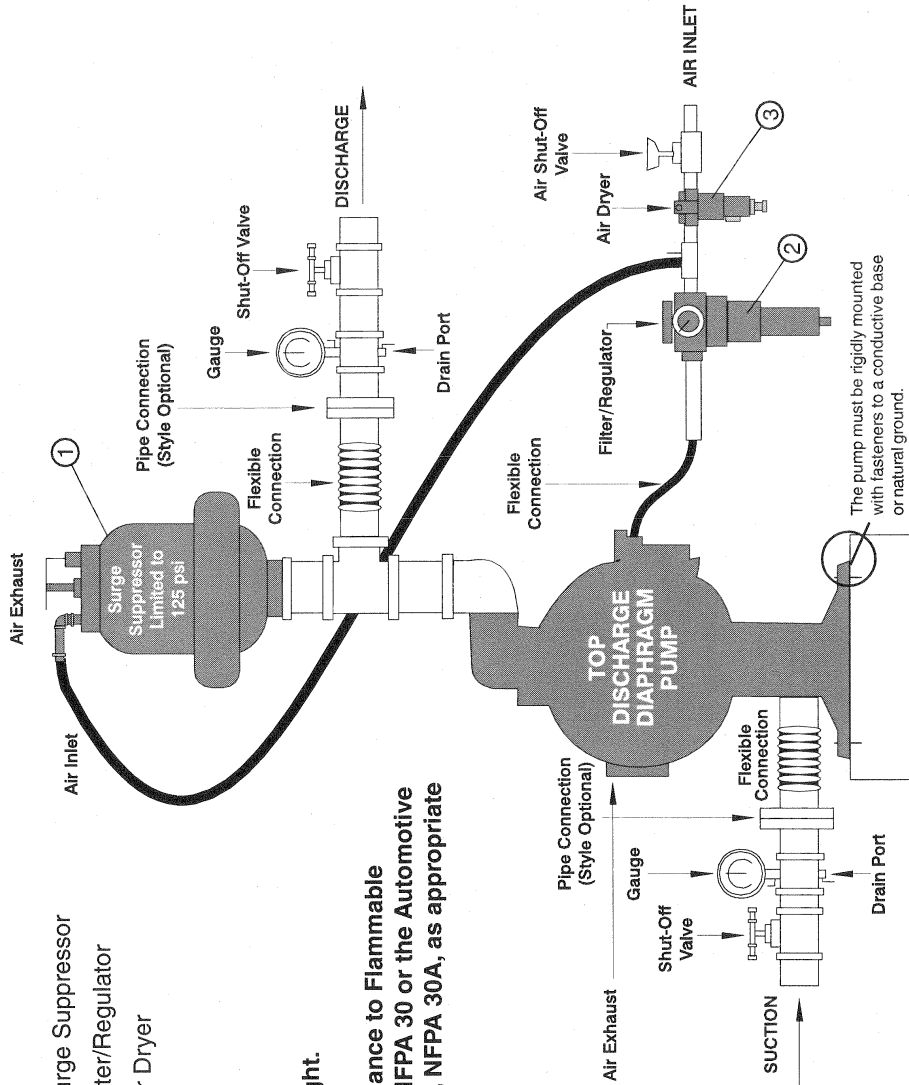 Surge Suppressor
Filter/Regulator
Air Dryer
ght.
ance to Flammable
NFPA 30 or the Automotive
, NFPA 30A, as appropriate
Air Exhaust
1
Surge
Suppressor
Limited to
125 psi
Air Inlet
Pipe Connection
(Style Optional)
Gauge
Shut-Off Valve
DISCHARGE
Flexible
Connection
Drain Port
Air Shut-Off
Valve
AIR INLET
Air Dryer
3
Filter/Regulator
2
Flexible
Connection
TOP
DISCHARGE
DIAPHRAGM
PUMP
The pump must be rigidly mounted
with fasteners to a conductive base
or natural ground.
Air Exhaust
Pipe Connection
(Style Optional)
Gauge
Flexible
Connection
Shut-Off
Valve
Drain Port
SUCTION